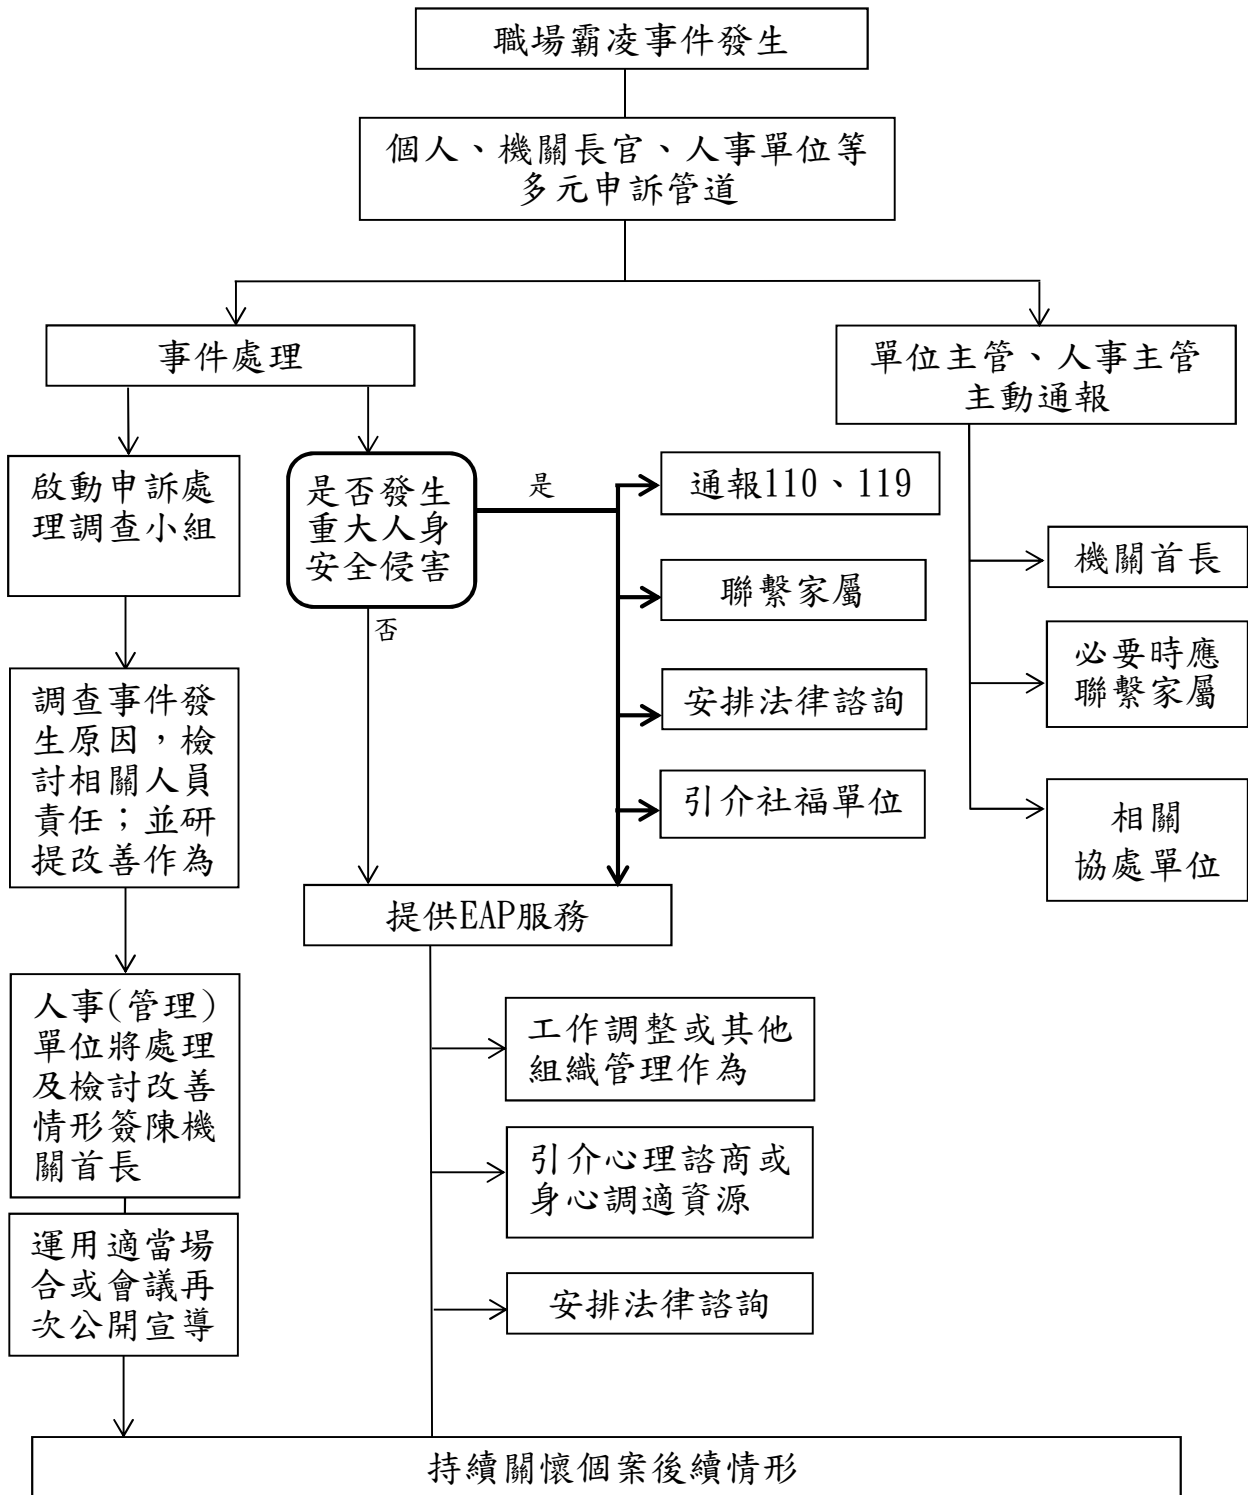 職場霸凌事件發生
個人、機關長官、人事單位等
多元申訴管道
事件處理
單位主管、人事主管
主動通報
啟動申訴處
理調查小組
是否發生
重大人身
安全侵害
是
否
通報110、119
聯繫家屬
安排法律諮詢
引介社福單位
機關首長
必要時應
聯繫家屬
相關
協處單位
調查事件發
生原因，檢
討相關人員
責任；並研
提改善作為
提供EAP服務
人事(管理)
單位將處理
及檢討改善
情形簽陳機
關首長
工作調整或其他
組織管理作為
引介心理諮商或
身心調適資源
安排法律諮詢
運用適當場
合或會議再
次公開宣導
持續關懷個案後續情形